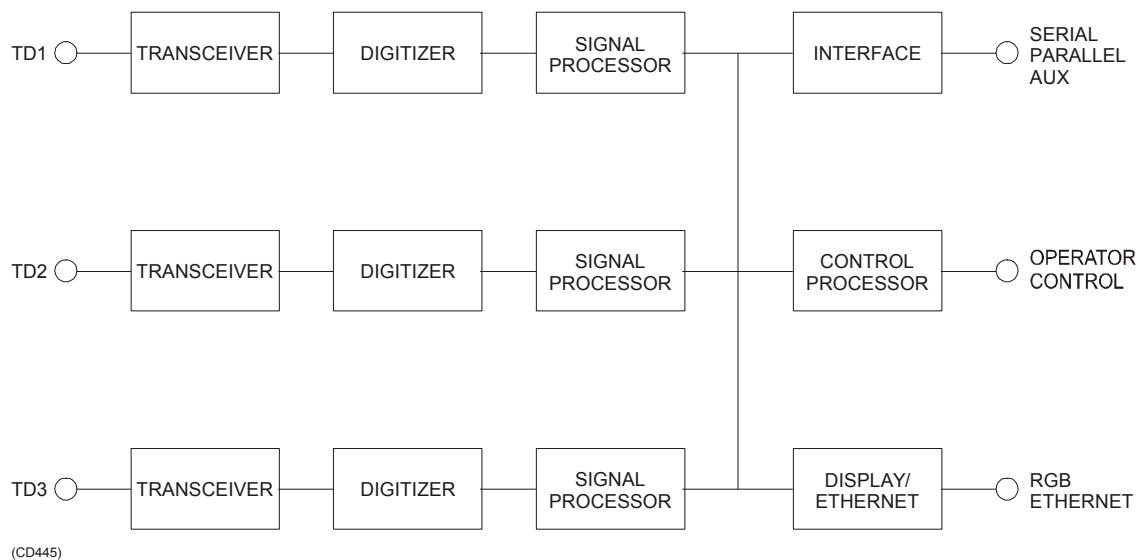 TD1
TRANSCEIVER
DIGITIZER
SIGNAL
PROCESSOR
INTERFACE
SERIAL
PARALLEL
AUX
TD2
TRANSCEIVER
DIGITIZER
SIGNAL
PROCESSOR
CONTROL
PROCESSOR
OPERATOR
CONTROL
TD3
TRANSCEIVER
DIGITIZER
SIGNAL
PROCESSOR
DISPLAY/
ETHERNET
RGB
ETHERNET
(CD445)